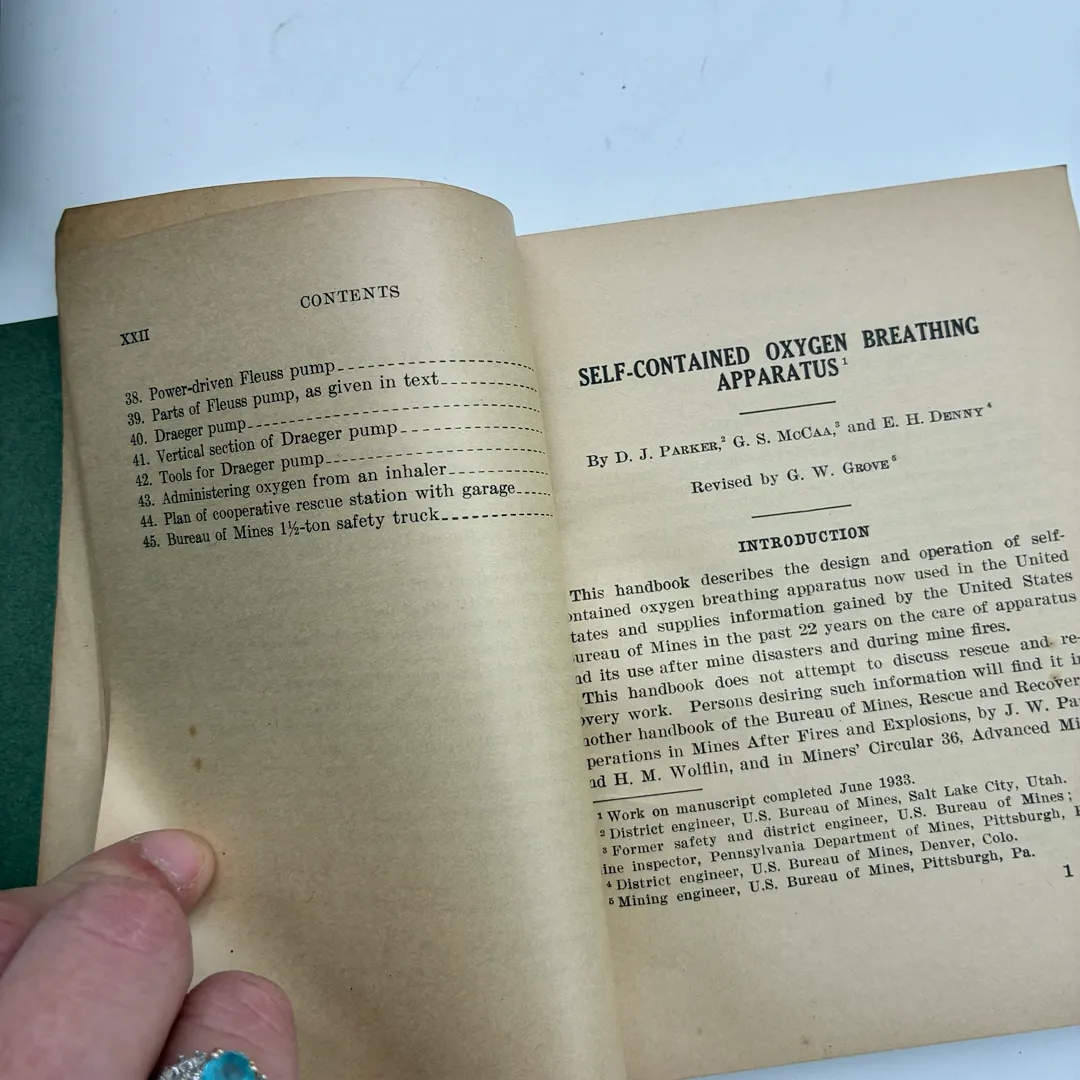 CONTENTS
XXII
38. Power-driven Fleuss pump
39. Parts of Fleuss pump, as given in text
40. Draeger pump
41. Vertical section of Draeger pump
42. Tools for Draeger pump
43. Administering oxygen from an inhaler
44. Plan of cooperative rescue station with garage
45. Bureau of Mines 1½-ton safety truck
SELF-CONTAINED OXYGEN BREATHING
APPARATUS¹
By D. J. PARKER,² G. S. MCCAA,³ and E. H. DENNY⁴
Revised by G. W. GROVE⁵
INTRODUCTION
This handbook describes the design and operation of self-
ontained oxygen breathing apparatus now used in the United
tates and supplies information gained by the United States
ureau of Mines in the past 22 years on the care of apparatus
nd its use after mine disasters and during mine fires.
This handbook does not attempt to discuss rescue and re-
overy work. Persons desiring such information will find it in
nother handbook of the Bureau of Mines, Rescue and Recover
perations in Mines After Fires and Explosions, by J. W. Pa
nd H. M. Wolflin, and in Miners' Circular 36, Advanced Mi
¹ Work on manuscript completed June 1933.
² District engineer, U.S. Bureau of Mines, Salt Lake City, Utah.
³ Former safety and district engineer, U.S. Bureau of Mines;
ine inspector, Pennsylvania Department of Mines, Pittsburgh, P
⁴ District engineer, U.S. Bureau of Mines, Denver, Colo.
⁵ Mining engineer, U.S. Bureau of Mines, Pittsburgh, Pa.
1